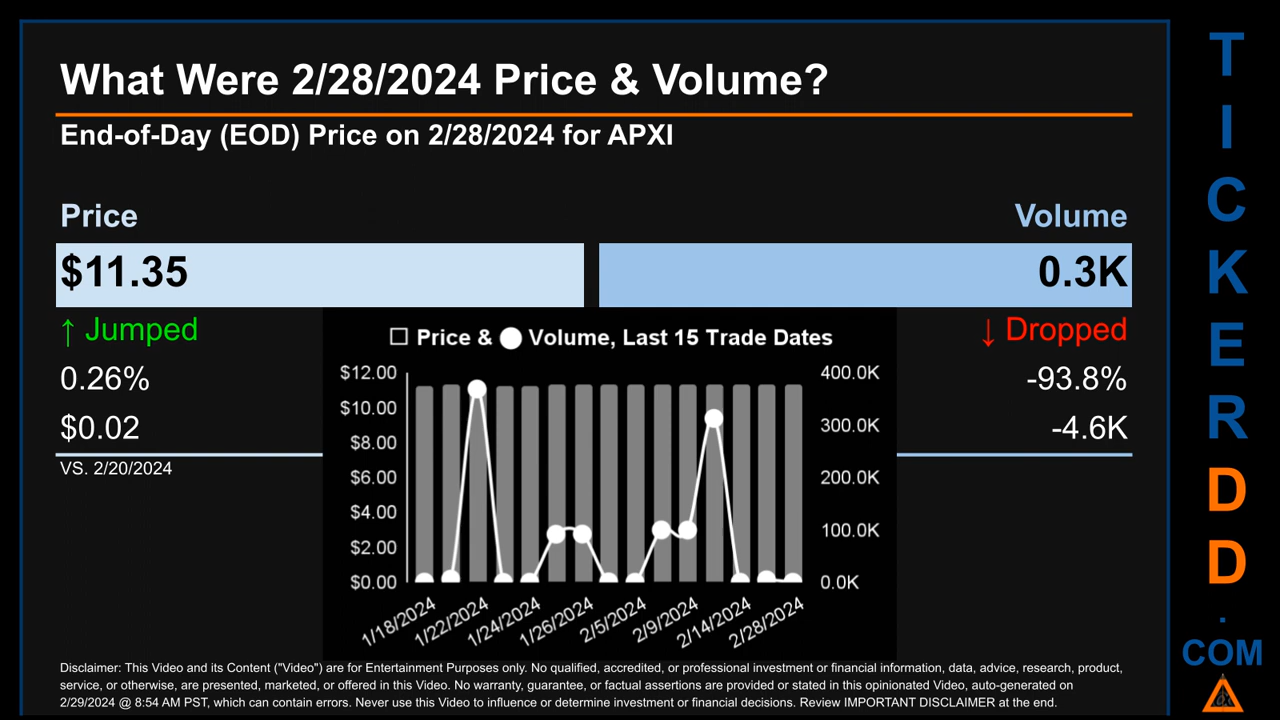 What Were 2/28/2024 Price & Volume?
End-of-Day (EOD) Price on 2/28/2024 for APXI
Price
Volume
$11.35
0.3K
↑ Jumped
↓ Dropped
0.26%
-93.8%
$0.02
-4.6K
VS. 2/20/2024
Price & Volume, Last 15 Trade Dates
$12.00
$10.00
$8.00
$6.00
$4.00
$2.00
$0.00
400.0K
300.0K
200.0K
100.0K
0.0K
1/18/2024
1/22/2024
1/24/2024
1/26/2024
2/5/2024
2/9/2024
2/14/2024
2/28/2024
Disclaimer: This Video and its Content ("Video") are for Entertainment Purposes only. No qualified, accredited, or professional investment or financial information, data, advice, research, product,
service, or otherwise, are presented, marketed, or offered in this Video. No warranty, guarantee, or factual assertions are provided or stated in this opinionated Video, auto-generated on
2/29/2024 @ 8:54 AM PST, which can contain errors. Never use this Video to influence or determine investment or financial decisions. Review IMPORTANT DISCLAIMER at the end.
T
I
C
K
E
R
D
D
.
COM